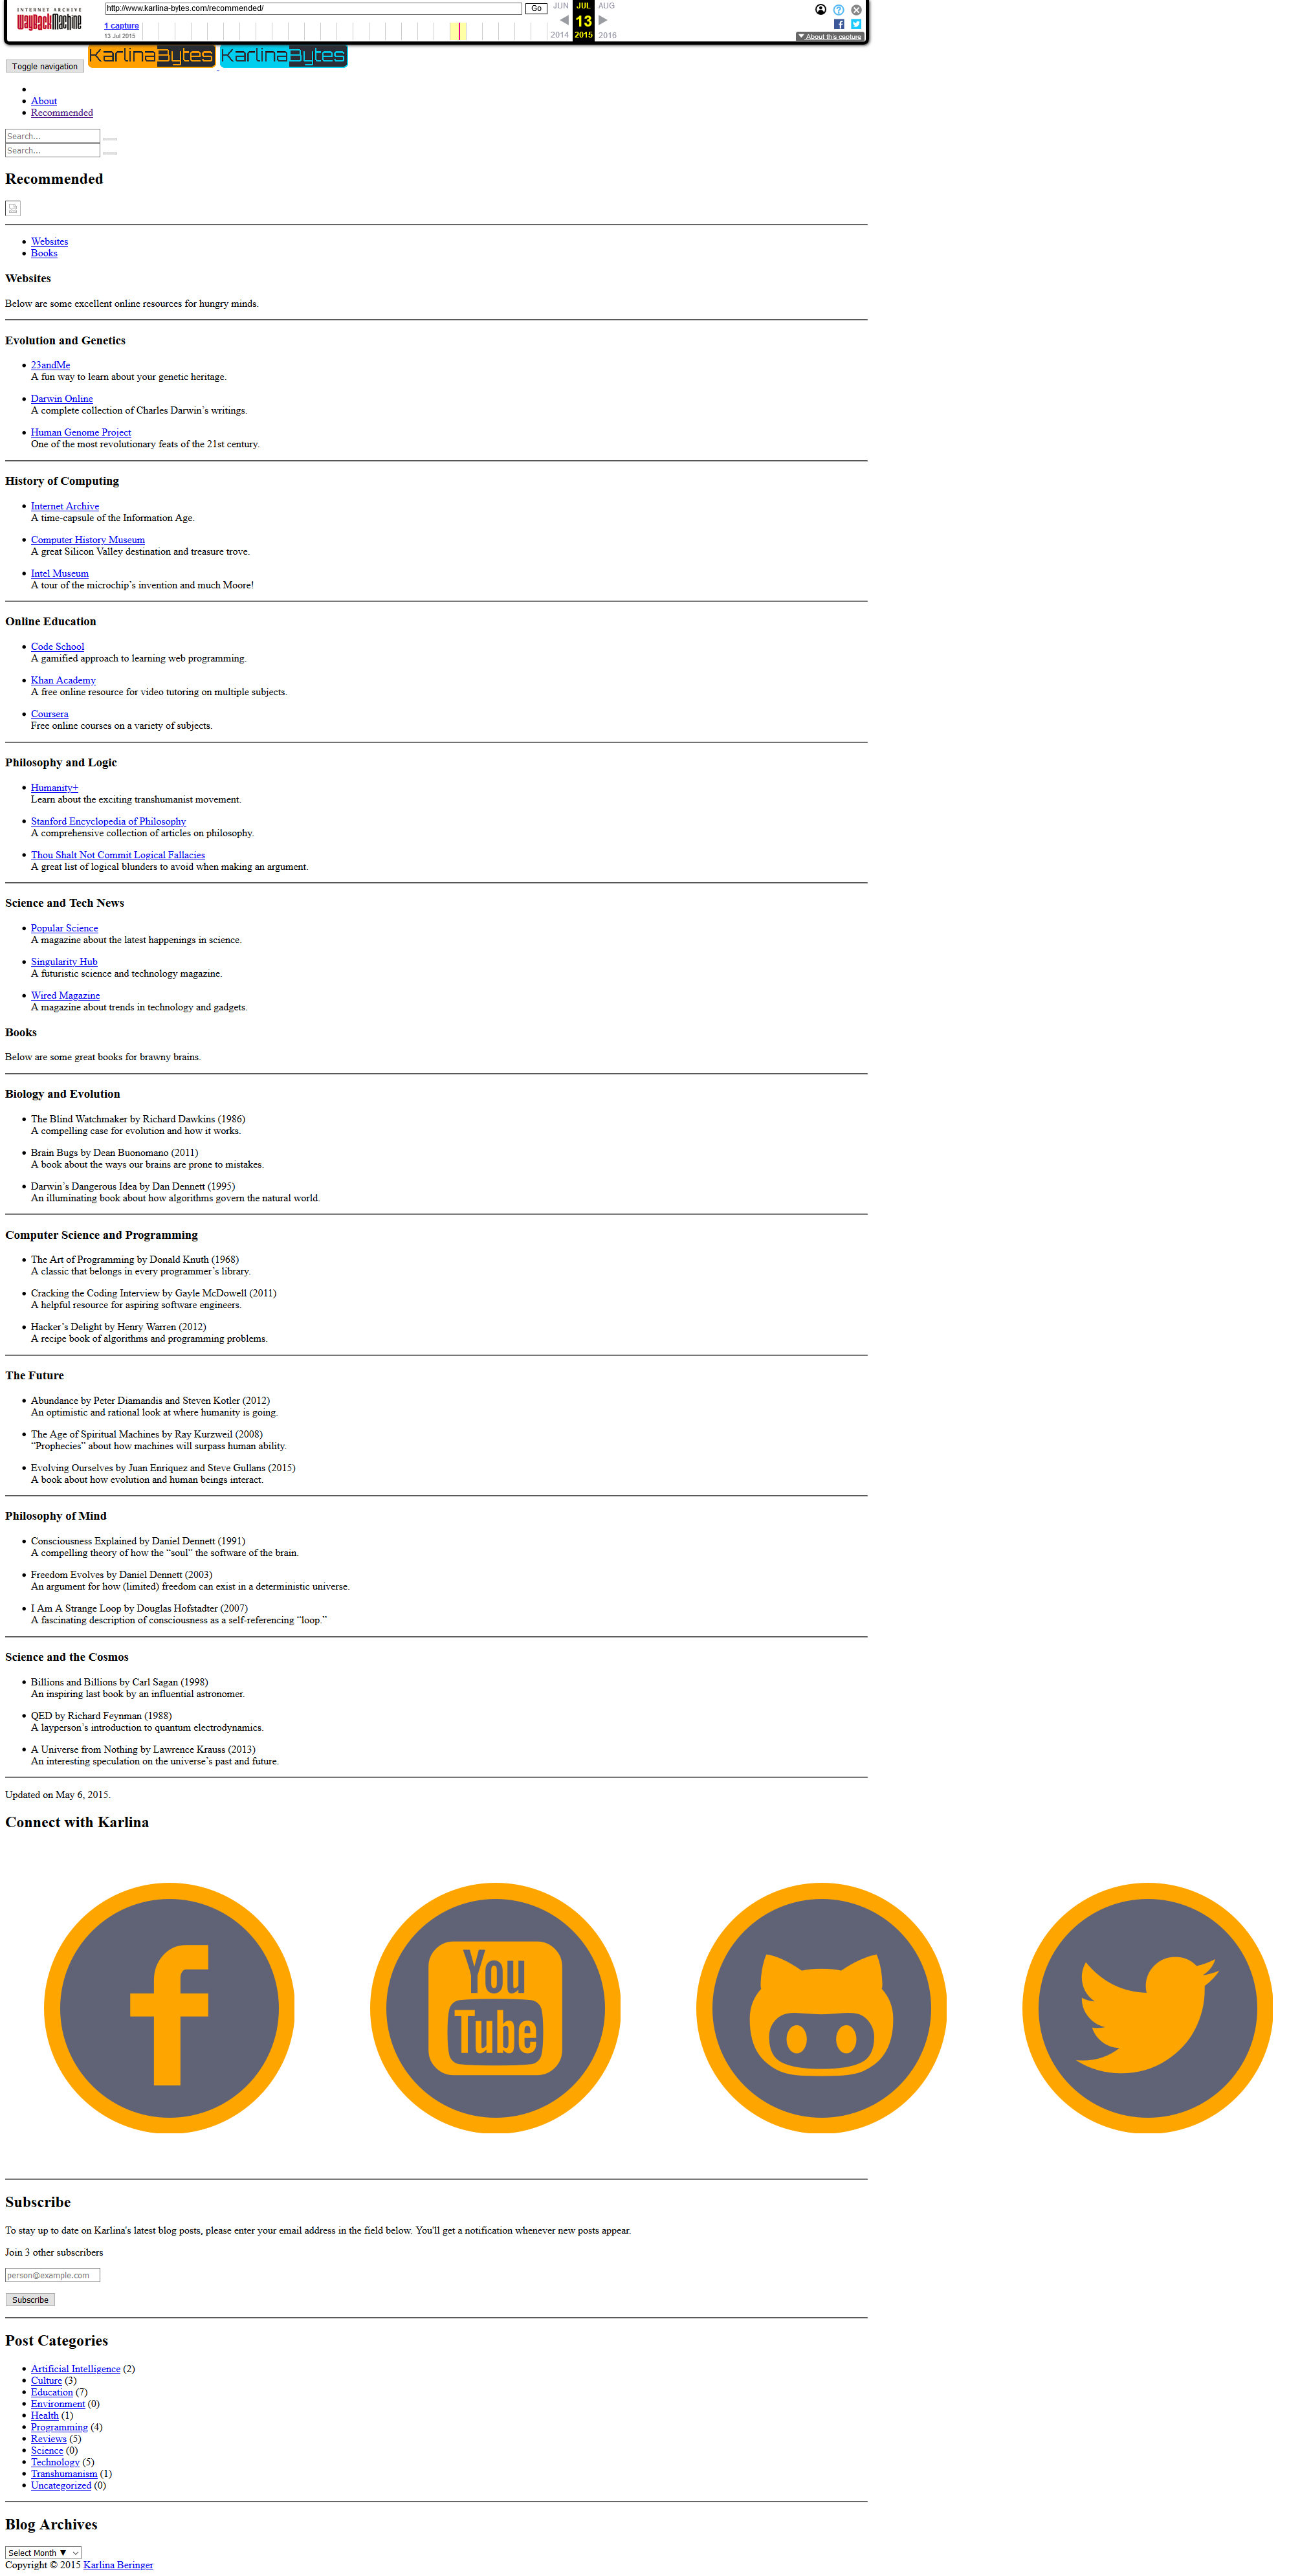 INTERNET ARCHIVE
WayBackMachine
http://www.karlina-bytes.com/recommended/
Go
JUN JUL AUG
1 capture
13
13 Jul 2015
2014 2015 2016
About this capture
Toggle navigation
KarlinaBytes KarlinaBytes
About
Recommended
Search...
Search...
Recommended
Websites
Books
Websites
Below are some excellent online resources for hungry minds.
Evolution and Genetics
23andMe
A fun way to learn about your genetic heritage.
Darwin Online
A complete collection of Charles Darwin’s writings.
Human Genome Project
One of the most revolutionary feats of the 21st century.
History of Computing
Internet Archive
A time-capsule of the Information Age.
Computer History Museum
A great Silicon Valley destination and treasure trove.
Intel Museum
A tour of the microchip’s invention and much Moore!
Online Education
Code School
A gamified approach to learning web programming.
Khan Academy
A free online resource for video tutoring on multiple subjects.
Coursera
Free online courses on a variety of subjects.
Philosophy and Logic
Humanity+
Learn about the exciting transhumanist movement.
Stanford Encyclopedia of Philosophy
A comprehensive collection of articles on philosophy.
Thou Shalt Not Commit Logical Fallacies
A great list of logical blunders to avoid when making an argument.
Science and Tech News
Popular Science
A magazine about the latest happenings in science.
Singularity Hub
A futuristic science and technology magazine.
Wired Magazine
A magazine about trends in technology and gadgets.
Books
Below are some great books for brawny brains.
Biology and Evolution
The Blind Watchmaker by Richard Dawkins (1986)
A compelling case for evolution and how it works.
Brain Bugs by Dean Buonomano (2011)
A book about the ways our brains are prone to mistakes.
Darwin’s Dangerous Idea by Dan Dennett (1995)
An illuminating book about how algorithms govern the natural world.
Computer Science and Programming
The Art of Programming by Donald Knuth (1968)
A classic that belongs in every programmer’s library.
Cracking the Coding Interview by Gayle McDowell (2011)
A helpful resource for aspiring software engineers.
Hacker’s Delight by Henry Warren (2012)
A recipe book of algorithms and programming problems.
The Future
Abundance by Peter Diamandis and Steven Kotler (2012)
An optimistic and rational look at where humanity is going.
The Age of Spiritual Machines by Ray Kurzweil (2008)
“Prophecies” about how machines will surpass human ability.
Evolving Ourselves by Juan Enriquez and Steve Gullans (2015)
A book about how evolution and human beings interact.
Philosophy of Mind
Consciousness Explained by Daniel Dennett (1991)
A compelling theory of how the “soul” the software of the brain.
Freedom Evolves by Daniel Dennett (2003)
An argument for how (limited) freedom can exist in a deterministic universe.
I Am A Strange Loop by Douglas Hofstadter (2007)
A fascinating description of consciousness as a self-referencing “loop.”
Science and the Cosmos
Billions and Billions by Carl Sagan (1998)
An inspiring last book by an influential astronomer.
QED by Richard Feynman (1988)
A layperson’s introduction to quantum electrodynamics.
A Universe from Nothing by Lawrence Krauss (2013)
An interesting speculation on the universe’s past and future.
Updated on May 6, 2015.
Connect with Karlina
f
You
Tube
Subscribe
To stay up to date on Karlina's latest blog posts, please enter your email address in the field below. You'll get a notification whenever new posts appear.
Join 3 other subscribers
person@example.com
Subscribe
Post Categories
Artificial Intelligence (2)
Culture (3)
Education (7)
Environment (0)
Health (1)
Programming (4)
Reviews (5)
Science (0)
Technology (5)
Transhumanism (1)
Uncategorized (0)
Blog Archives
Select Month ▼
Copyright © 2015 Karlina Beringer